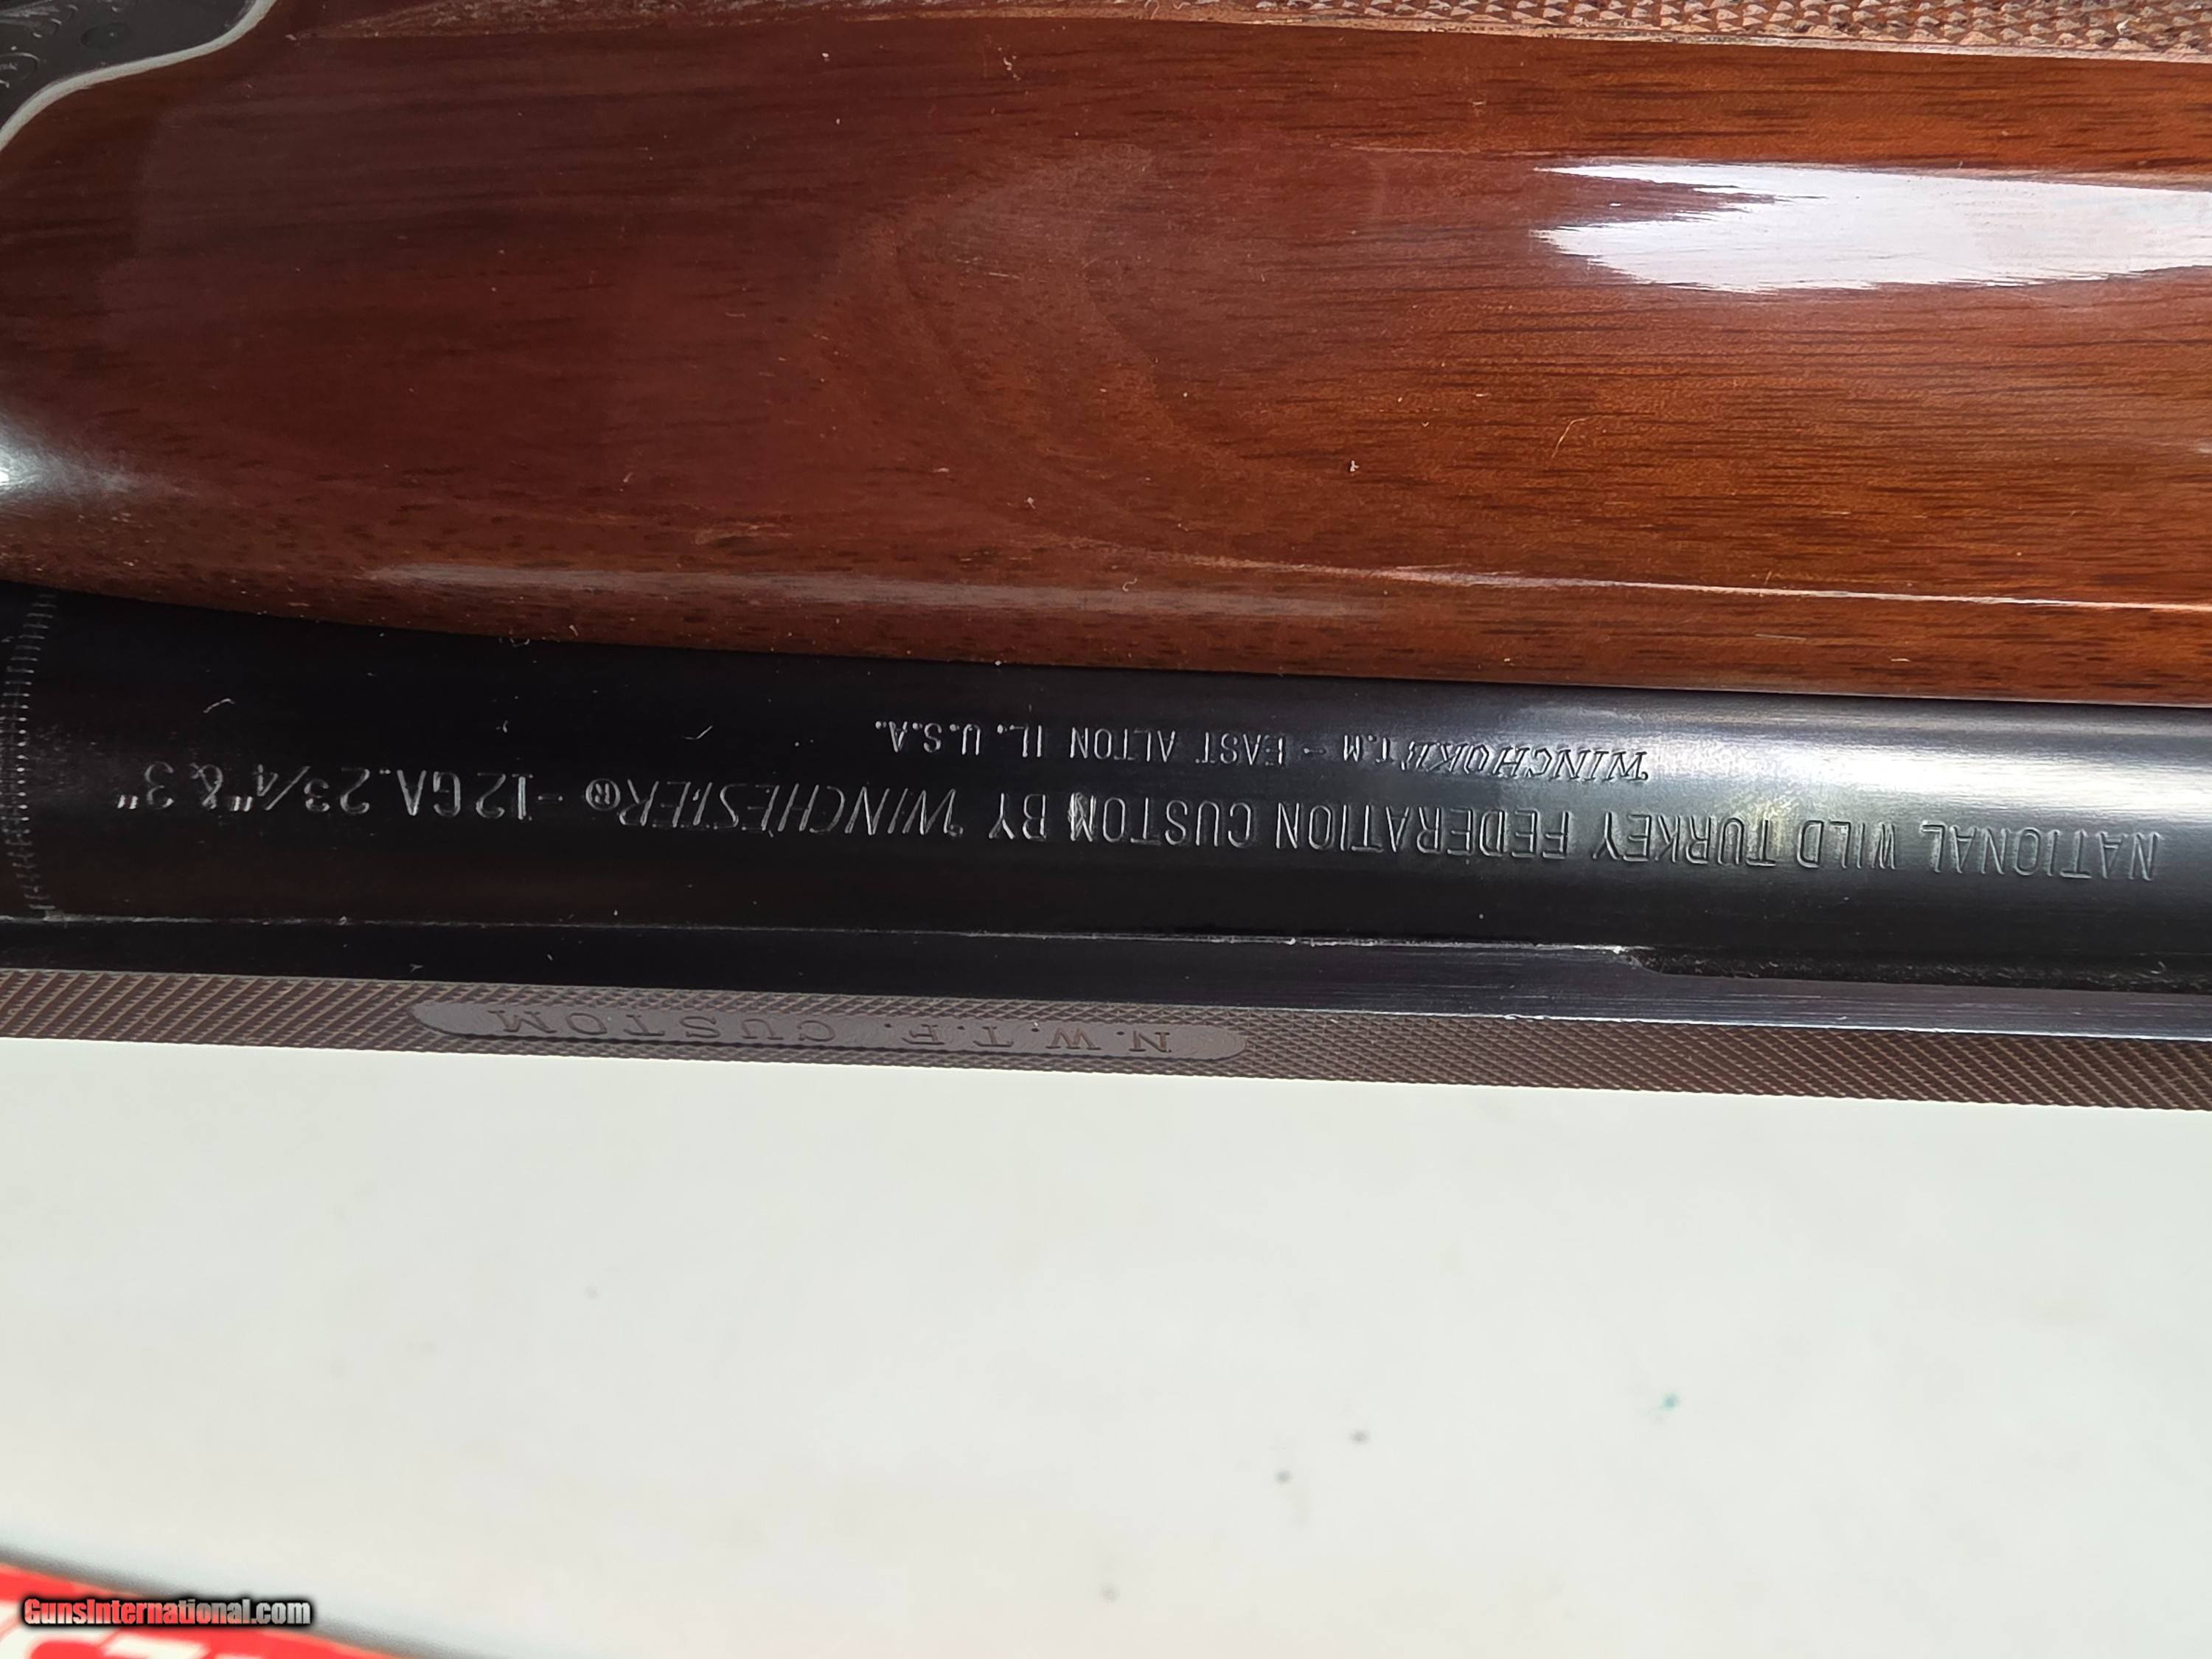 NATIONAL WILD TURKEY FEDERATION CUSTOM BY WINCHESTER® - 12 GA. 2 3/4" & 3"
WINCHOKE T.M - EAST ALTON IL. U.S.A.
N.W.T.F. CUSTOM
GunsInternational.com